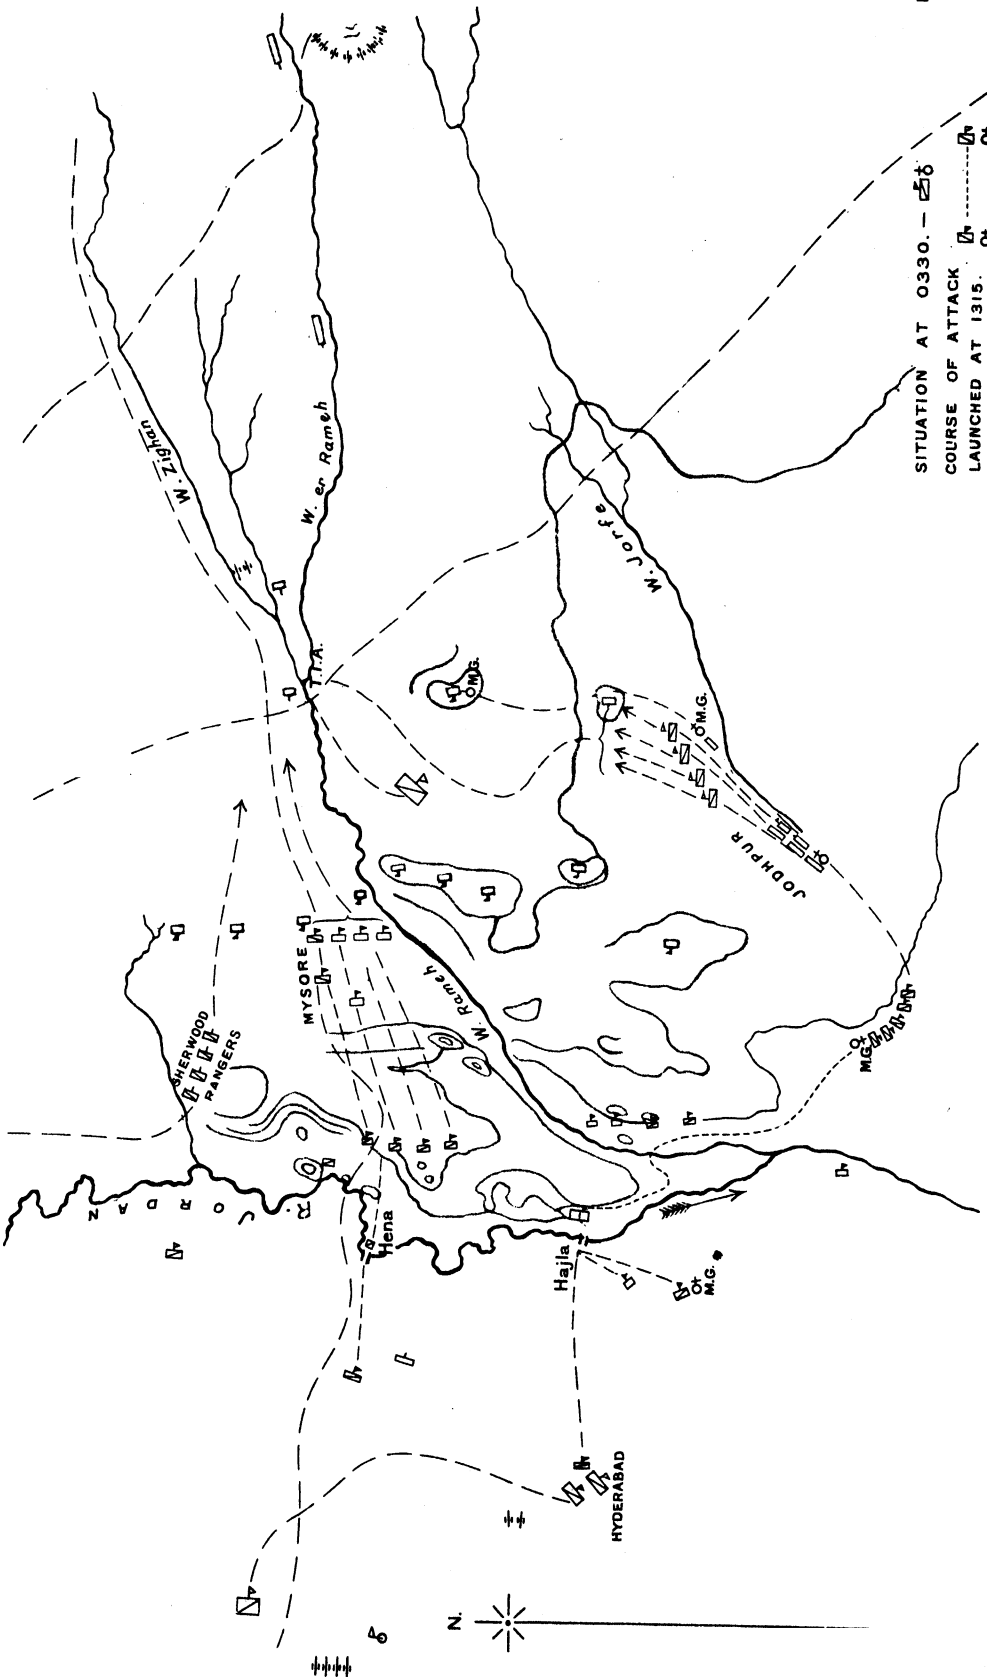 W. Zighan
W. er Rameh
T.I.A.
M.G.
W. Jorfa
M.G.
JODHPUR
MYSORE
W. Rameh
SHERWOOD
RANGERS
M.G.
R. JORDAN
Hena
Hajla
M.G.
HYDERABAD
N.
SITUATION AT 0330. –
COURSE OF ATTACK
LAUNCHED AT 1315.